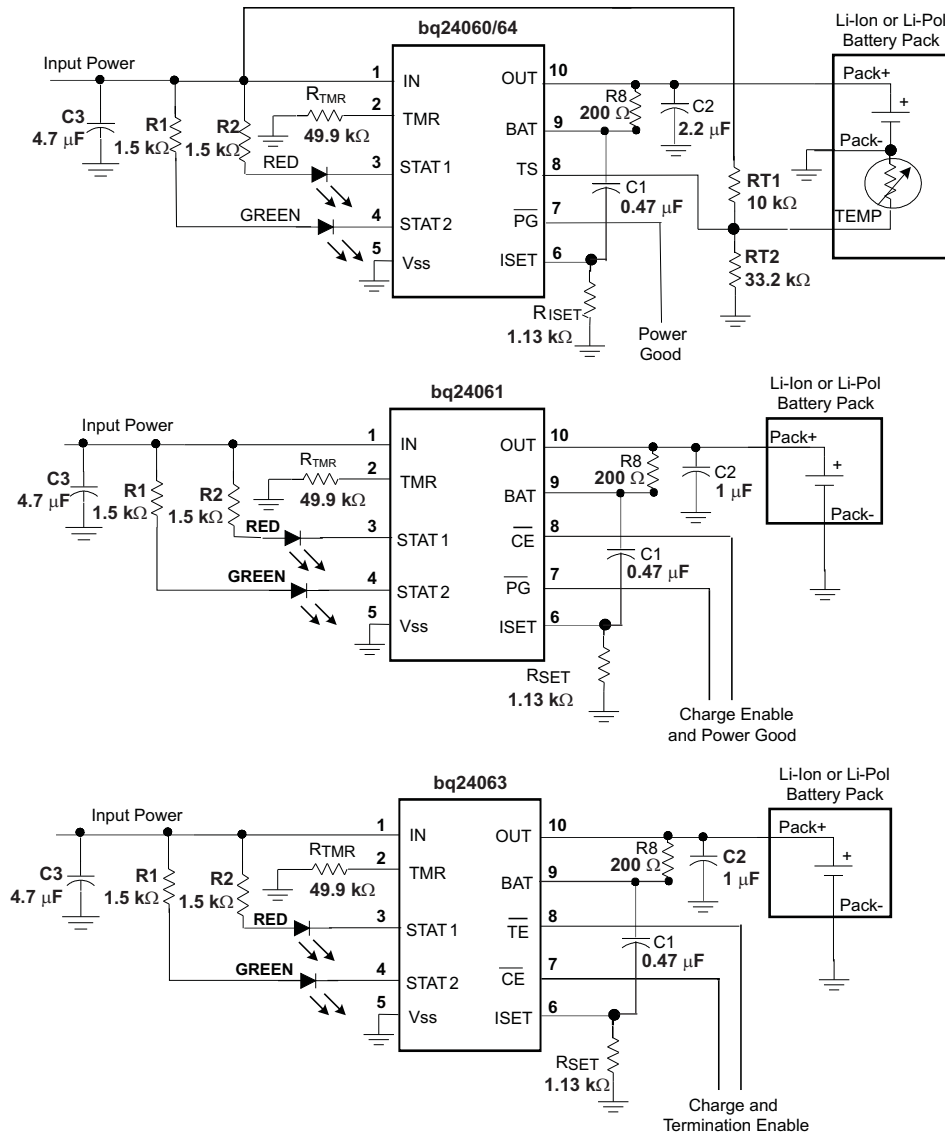 bq24060/64
Li-Ion or Li-Pol
Battery Pack
Input Power
C3
4.7 μF
R1
1.5 kΩ
R2
1.5 kΩ
RTMR
49.9 kΩ
RED
GREEN
1
IN
2
TMR
3
STAT1
4
STAT2
5
Vss
OUT
10
BAT
9
TS
8
PG
7
ISET
6
R8
200 Ω
C2
2.2 μF
C1
0.47 μF
RISET
1.13 kΩ
Power
Good
RT1
10 kΩ
RT2
33.2 kΩ
Pack+
+
Pack-
TEMP
bq24061
Li-Ion or Li-Pol
Battery Pack
Input Power
C3
4.7 μF
R1
1.5 kΩ
R2
1.5 kΩ
RTMR
49.9 kΩ
RED
GREEN
1
IN
2
TMR
3
STAT1
4
STAT2
5
Vss
OUT
10
BAT
9
CE
8
PG
7
ISET
6
R8
200 Ω
C2
1 μF
C1
0.47 μF
RSET
1.13 kΩ
Charge Enable
and Power Good
Pack+
+
Pack-
bq24063
Li-Ion or Li-Pol
Battery Pack
Input Power
C3
4.7 μF
R1
1.5 kΩ
R2
1.5 kΩ
RTMR
49.9 kΩ
RED
GREEN
1
IN
2
TMR
3
STAT1
4
STAT2
5
Vss
OUT
10
BAT
9
TE
8
CE
7
ISET
6
R8
200 Ω
C2
1 μF
C1
0.47 μF
RSET
1.13 kΩ
Charge and
Termination Enable
Pack+
+
Pack-